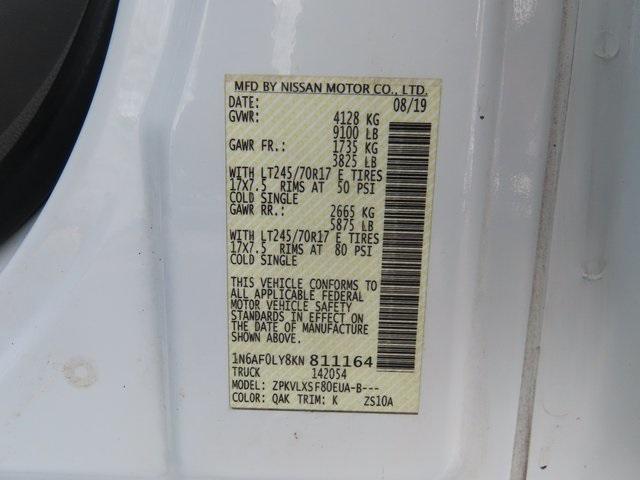 MFD BY NISSAN MOTOR CO., LTD.
DATE: 08/19
GVWR: 4128 KG
9100 LB
GAWR FR.: 1735 KG
3825 LB
WITH LT245/70R17 E TIRES
17X7.5 RIMS AT 50 PSI
COLD SINGLE
GAWR RR.: 2665 KG
5875 LB
WITH LT245/70R17 E TIRES
17X7.5 RIMS AT 80 PSI
COLD SINGLE
THIS VEHICLE CONFORMS TO
ALL APPLICABLE FEDERAL
MOTOR VEHICLE SAFETY
STANDARDS IN EFFECT ON
THE DATE OF MANUFACTURE
SHOWN ABOVE.
1N6AF0LY8KN 811164
TRUCK 142054
MODEL: ZPKVLXSF80EUA-B---
COLOR: QAK TRIM: K ZS10A